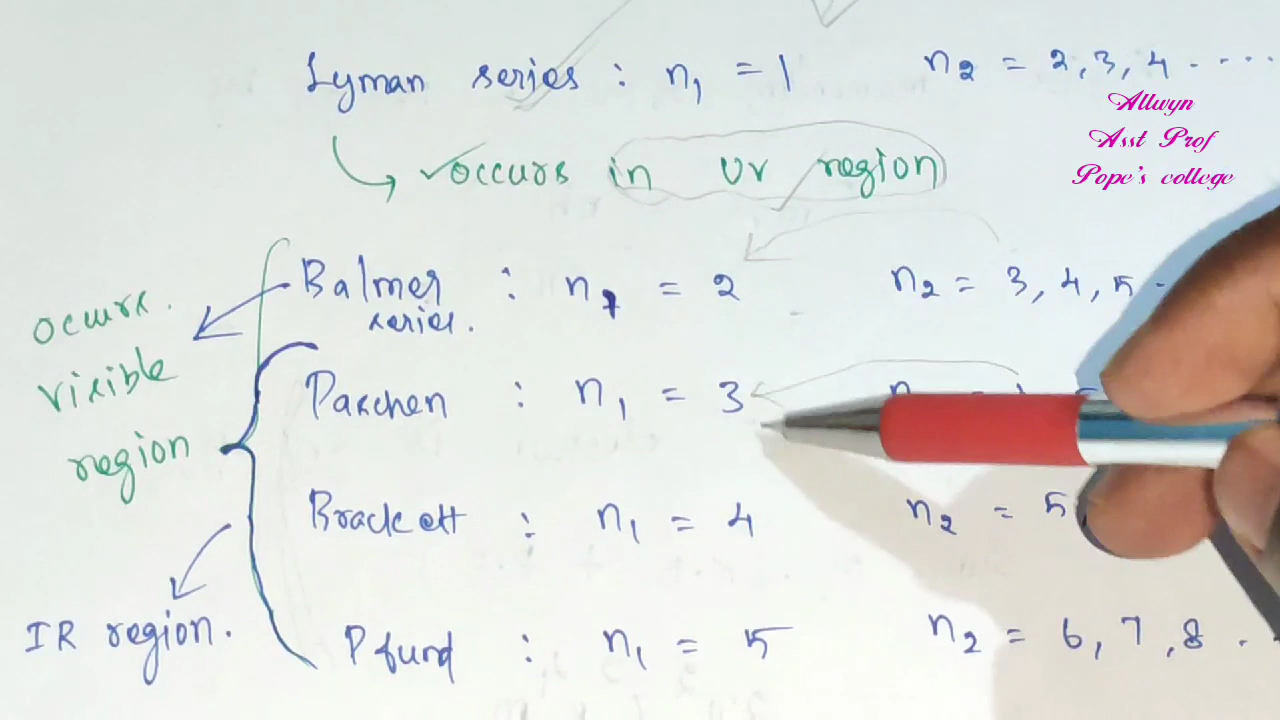 Lyman series : n1 = 1 n2 = 2, 3, 4 .....
Allwyn
Asst Prof
Pope's college
occurs in UV region
Balmer : n1 = 2 n2 = 3, 4, 5 ..
series.
occurs.
visible
region
Paschen : n1 = 3
Brackett : n1 = 4 n2 = 5
IR region.
Pfund : n1 = 5 n2 = 6, 7, 8 ..